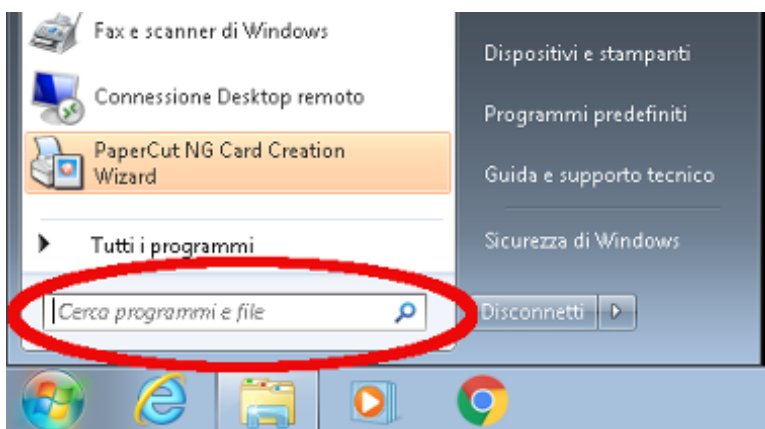 Fax e scanner di Windows
Connessione Desktop remoto
PaperCut NG Card Creation
Wizard
Tutti i programmi
Cerca programmi e file
Dispositivi e stampanti
Programmi predefiniti
Guida e supporto tecnico
Sicurezza di Windows
Disconnetti